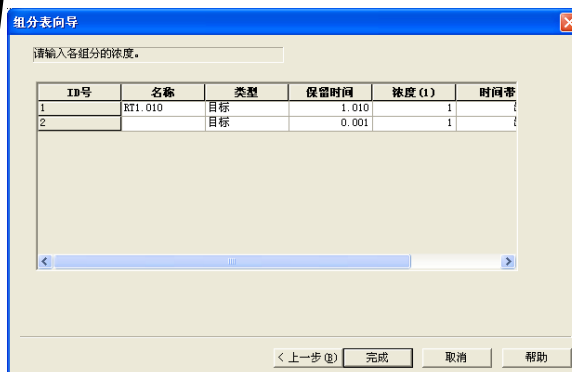 组分表向导
请输入各组分的浓度。
ID号 名称 类型 保留时间 浓度(1) 时间带
1 RT1.010 目标 1.010 1
2 目标 0.001 1
< 上一步(B) 完成 取消 帮助